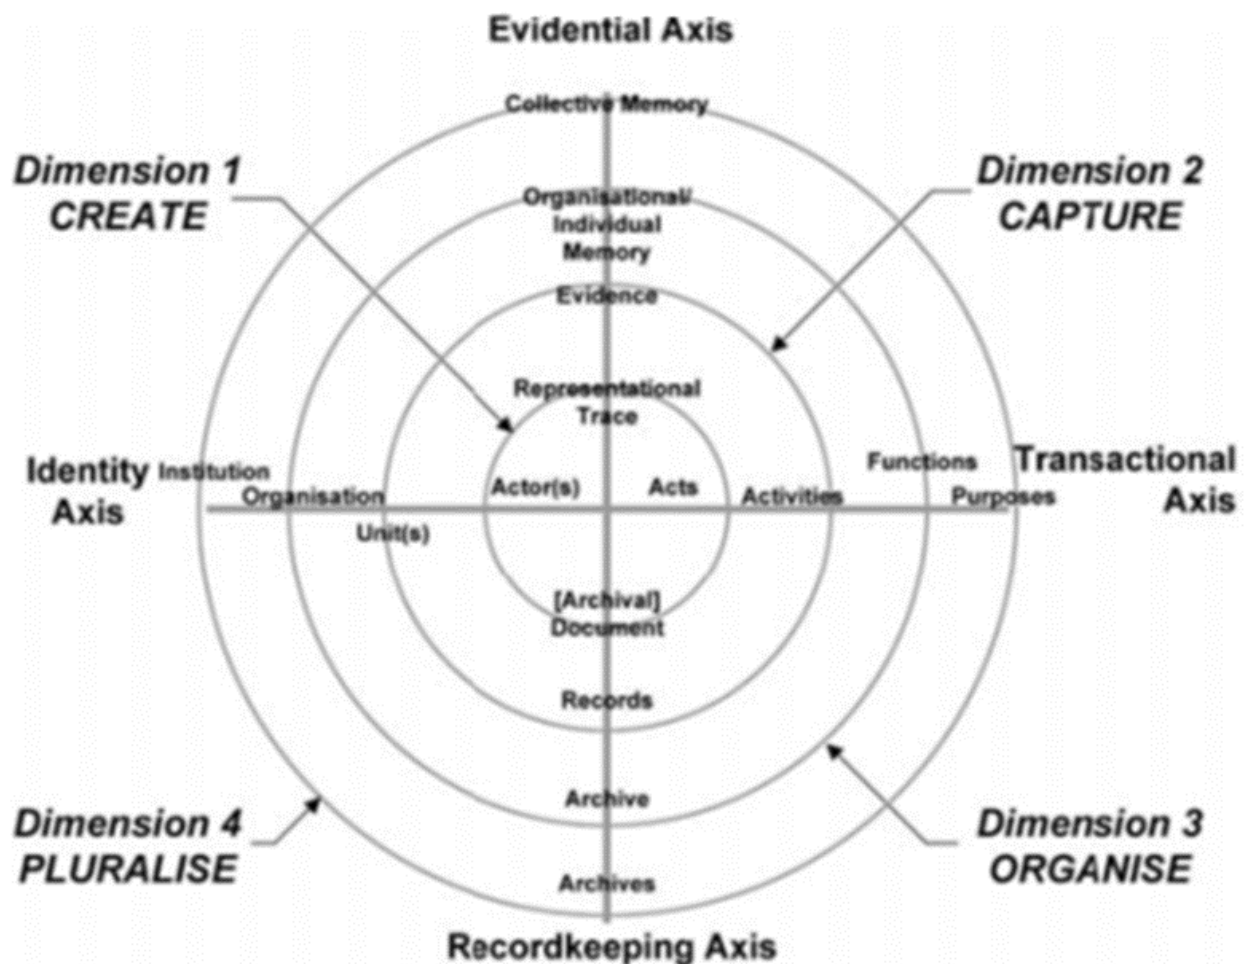 Evidential Axis
Collective Memory
Dimension 1
CREATE
Dimension 2
CAPTURE
Organisational/
Individual
Memory
Evidence
Representational
Trace
Identity
Axis
Institution
Organisation
Unit(s)
Actor(s)
Acts
Activities
Functions
Purposes
Transactional
Axis
[Archival]
Document
Records
Archive
Archives
Dimension 4
PLURALISE
Dimension 3
ORGANISE
Recordkeeping Axis